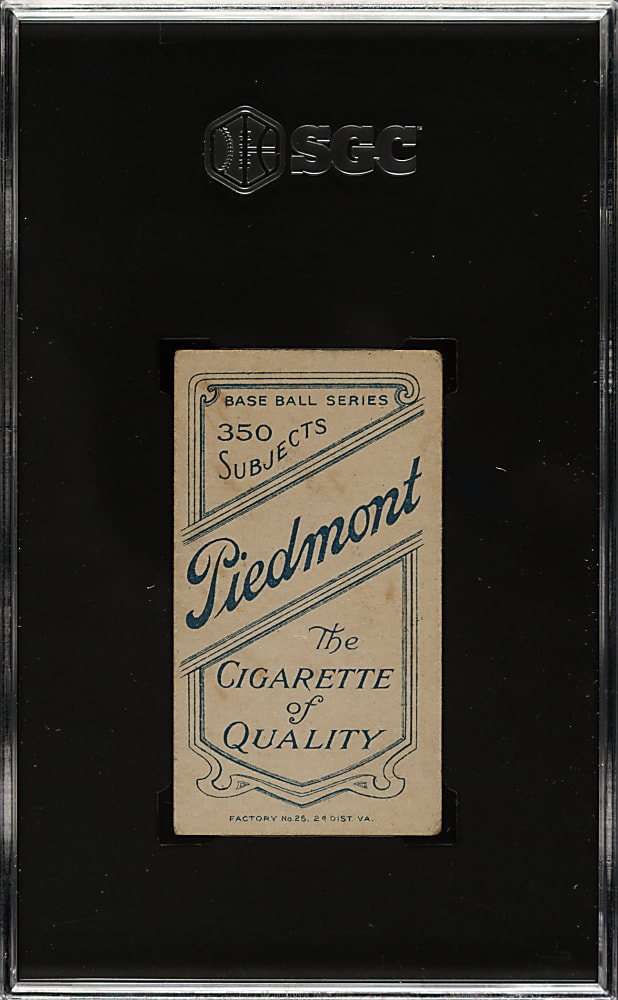 SGC
BASE BALL SERIES
350
SUBJECTS
Piedmont
The
CIGARETTE
of
QUALITY
FACTORY No 25. 2d DIST. VA.